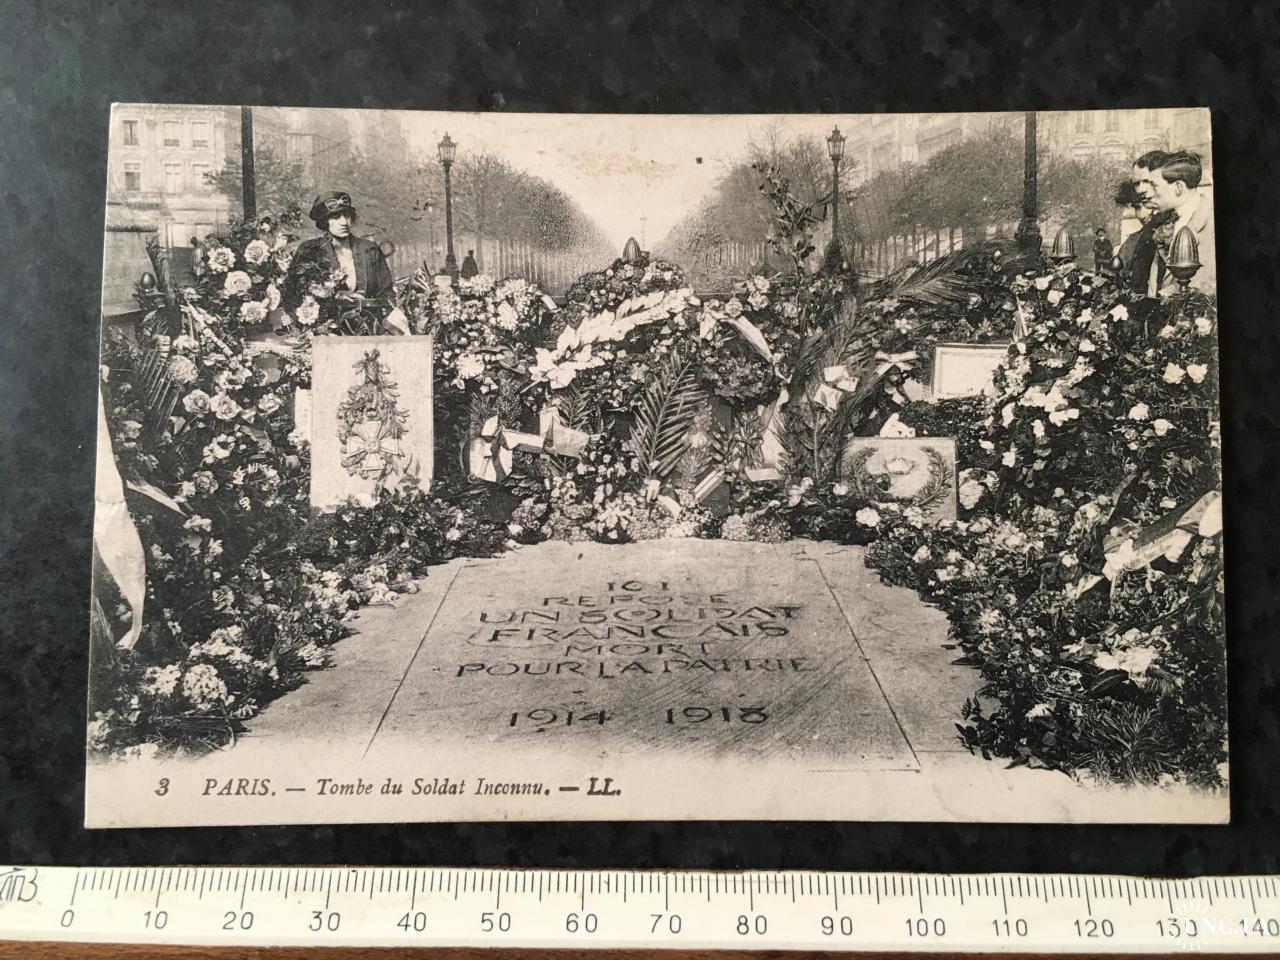 ICI
REPOSE
UN SOLDAT
FRANCAIS
MORT
POUR LA PATRIE
1914 1918
3 PARIS. — Tombe du Soldat Inconnu. — LL.
0 10 20 30 40 50 60 70 80 90 100 110 120 130 140